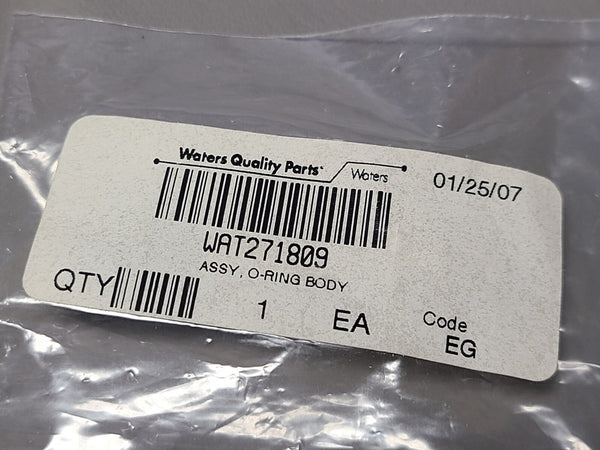 Waters Quality Parts
Waters
01/25/07
WAT271809
ASSY, O-RING BODY
QTY 1 EA
Code
EG